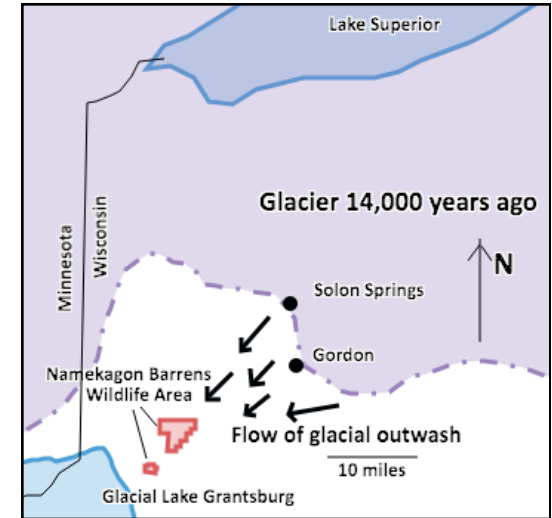 Lake Superior
Glacier 14,000 years ago
Minnesota
Wisconsin
N
Solon Springs
Gordon
Namekagon Barrens
Wildlife Area
Flow of glacial outwash
10 miles
Glacial Lake Grantsburg